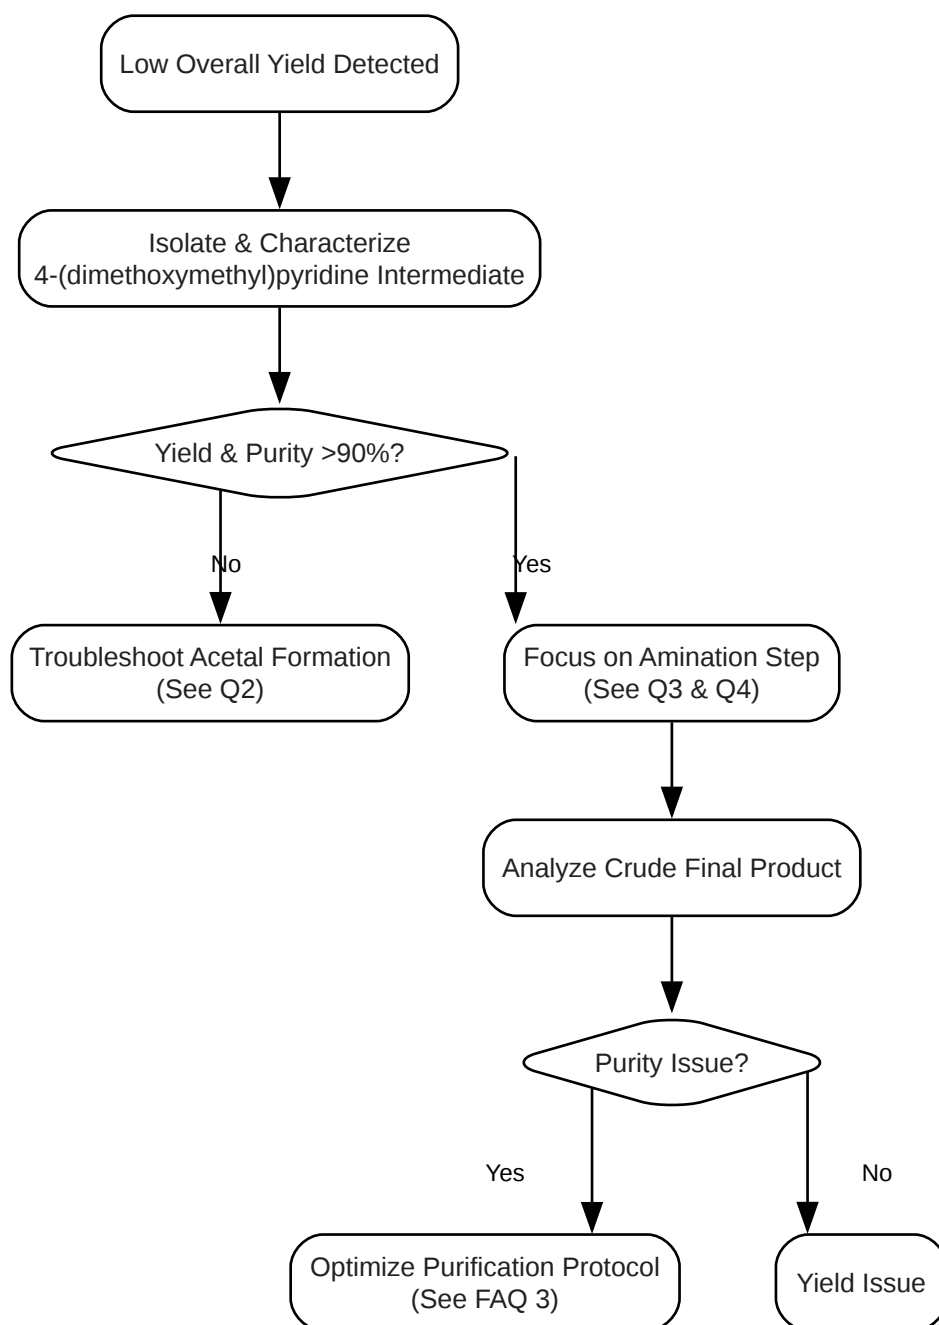 Low Overall Yield Detected
Isolate & Characterize
4-(dimethoxymethyl)pyridine Intermediate
Yield & Purity >90%?
No
Yes
Troubleshoot Acetal Formation
(See Q2)
Focus on Amination Step
(See Q3 & Q4)
Analyze Crude Final Product
Purity Issue?
Yes
No
Optimize Purification Protocol
(See FAQ 3)
Yield Issue